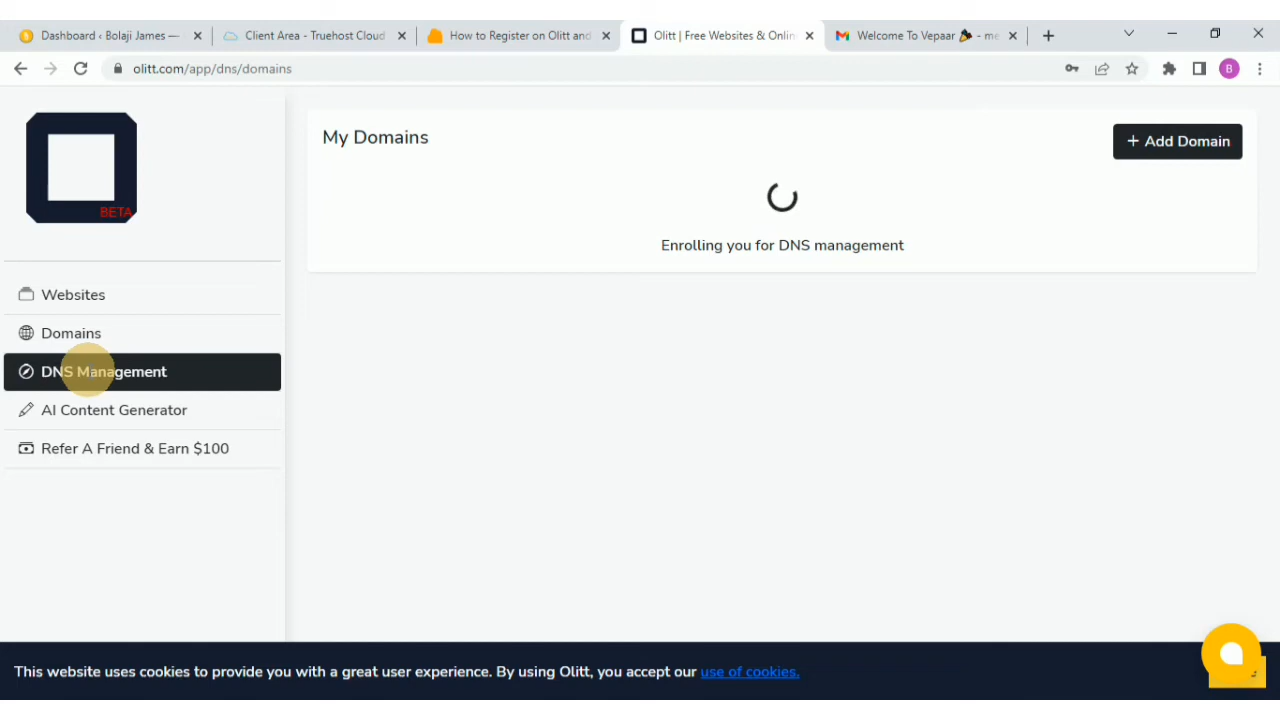 Dashboard ‹ Bolaji James —
Client Area - Truehost Cloud
How to Register on Olitt and
Olitt | Free Websites & Onlin
Welcome To Vepaar 🎉 - me
olitt.com/app/dns/domains
B
BETA
My Domains
+ Add Domain
Enrolling you for DNS management
Websites
Domains
DNS Management
AI Content Generator
Refer A Friend & Earn $100
This website uses cookies to provide you with a great user experience. By using Olitt, you accept our use of cookies.